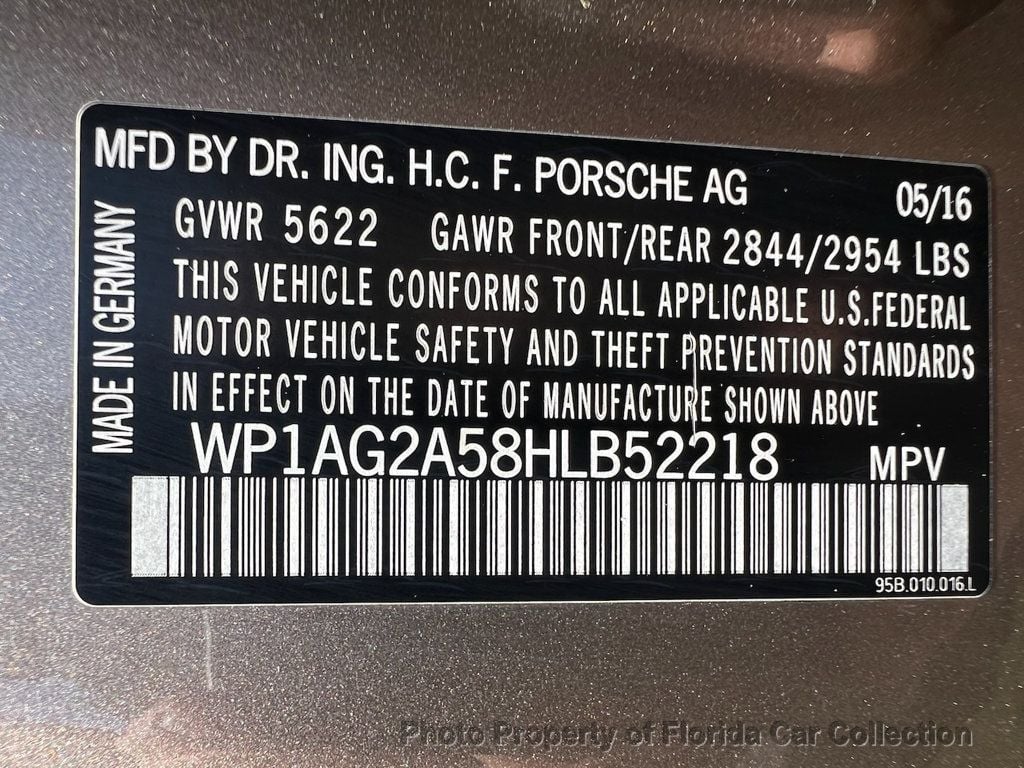 MFD BY DR. ING. H.C. F. PORSCHE AG 05/16
GVWR 5622 GAWR FRONT/REAR 2844/2954 LBS
THIS VEHICLE CONFORMS TO ALL APPLICABLE U.S.FEDERAL
MOTOR VEHICLE SAFETY AND THEFT PREVENTION STANDARDS
IN EFFECT ON THE DATE OF MANUFACTURE SHOWN ABOVE
MADE IN GERMANY
WP1AG2A58HLB52218 MPV
95B.010.016.L
Photo Property of Florida Car Collection